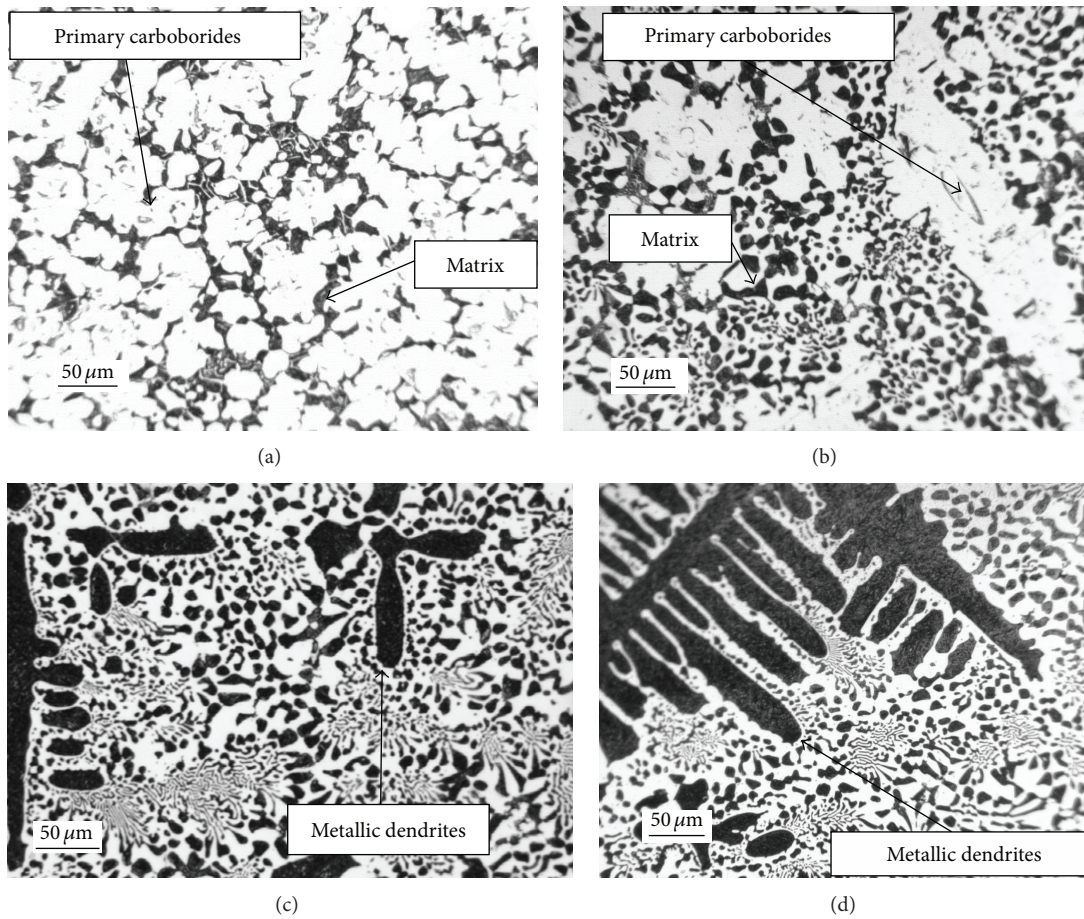 Primary carboborides
Matrix
50 μm
(a)
Primary carboborides
Matrix
50 μm
(b)
Metallic dendrites
50 μm
(c)
Metallic dendrites
50 μm
(d)